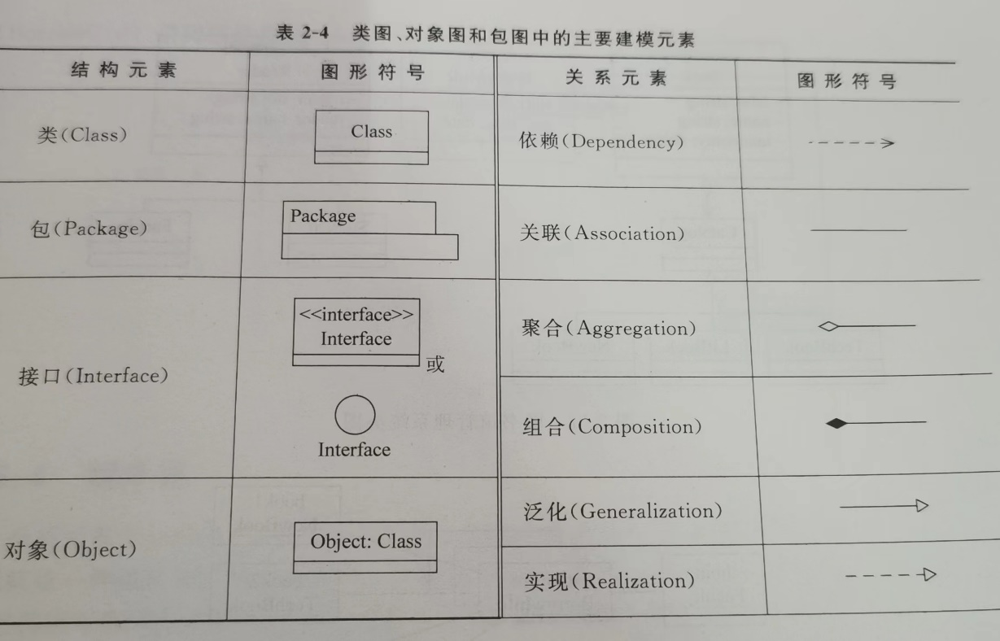 表 2-4 类图、对象图和包图中的主要建模元素
结构元素 图形符号 关系元素 图形符号
类(Class)
Class
依赖(Dependency)
包(Package)
Package
关联(Association)
接口(Interface)
<<interface>>
Interface
或
Interface
聚合(Aggregation)
组合(Composition)
对象(Object)
Object: Class
泛化(Generalization)
实现(Realization)